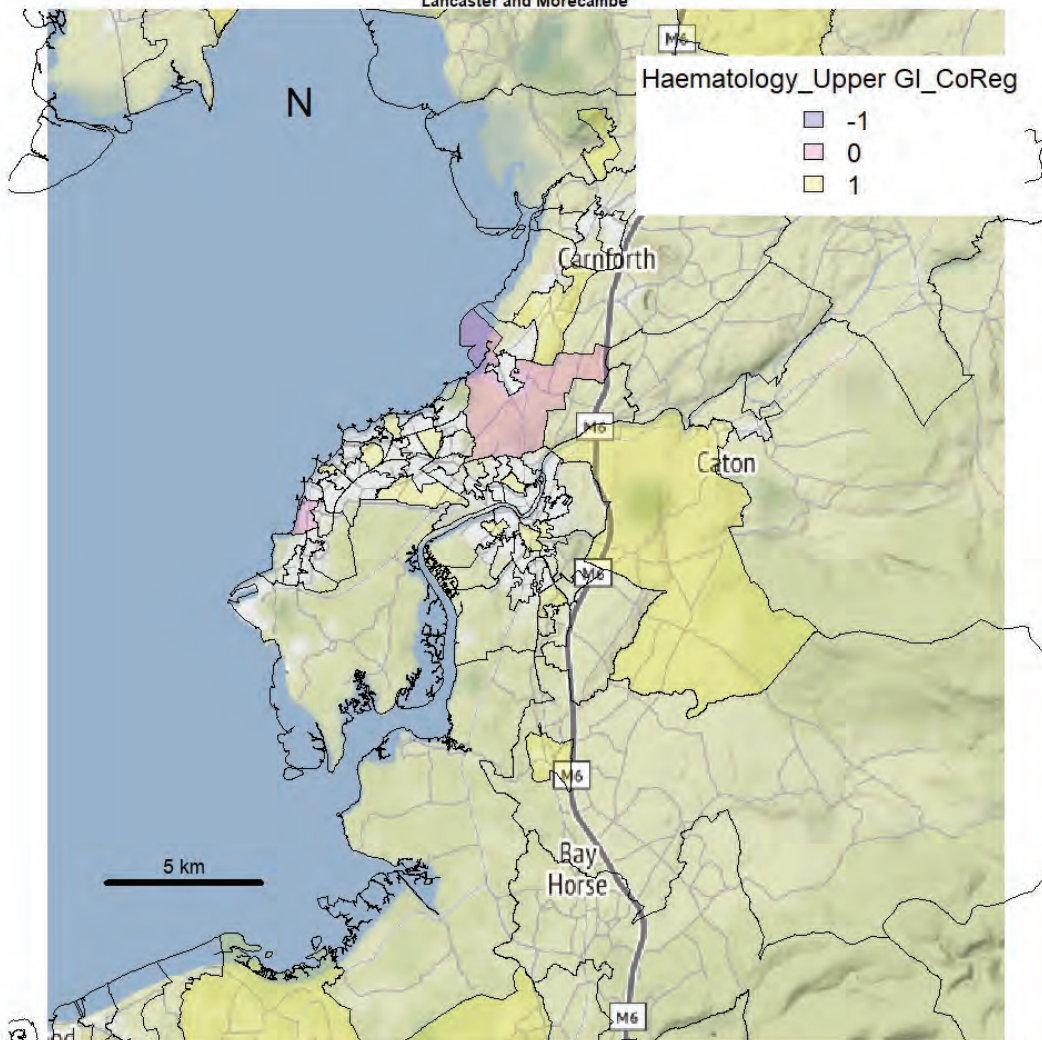 Lancaster and Morecambe
M6
N
Haematology_Upper GI_CoReg
-1
0
1
Carnforth
M6
Caton
M6
M6
5 km
Bay
Horse
M6